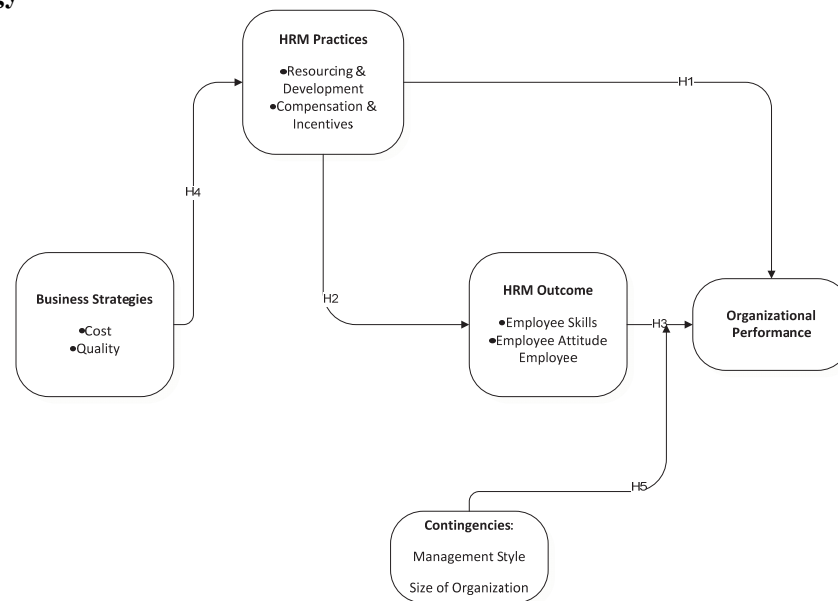 gy
HRM Practices
•Resourcing &
Development
•Compensation &
Incentives
H1
H4
Business Strategies
•Cost
•Quality
H2
HRM Outcome
•Employee Skills
•Employee Attitude
Employee
H3
Organizational
Performance
H5
Contingencies:
Management Style
Size of Organization